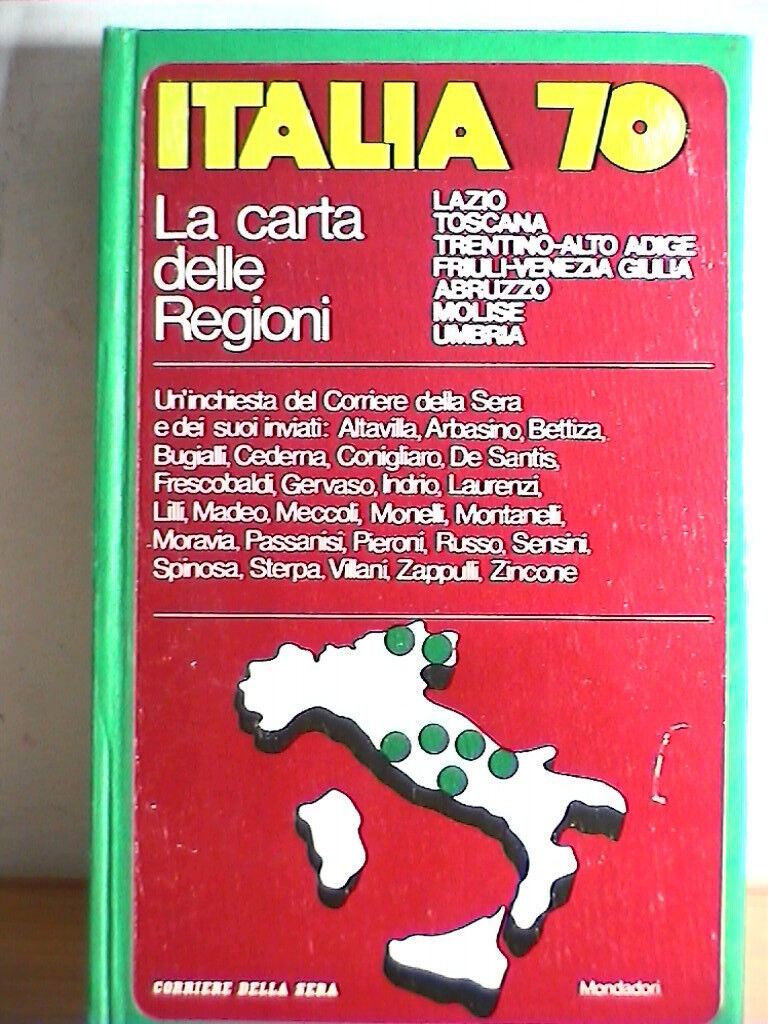 ITALIA 70
La carta
delle
Regioni
LAZIO
TOSCANA
TRENTINO-ALTO ADIGE
FRIULI-VENEZIA GIULIA
ABRUZZO
MOLISE
UMBRIA
Un'inchiesta del Corriere della Sera
e dei suoi inviati: Altavilla, Arbasino, Bettiza,
Bugialli, Cederna, Conigliaro, De Santis,
Frescobaldi, Gervaso, Indrio, Laurenzi,
Lilli, Madeo, Meccoli, Monelli, Montanelli,
Moravia, Passanisi, Pieroni, Russo, Sensini,
Spinosa, Sterpa, Villani, Zappulli, Zincone
CORRIERE DELLA SERA
Mondadori